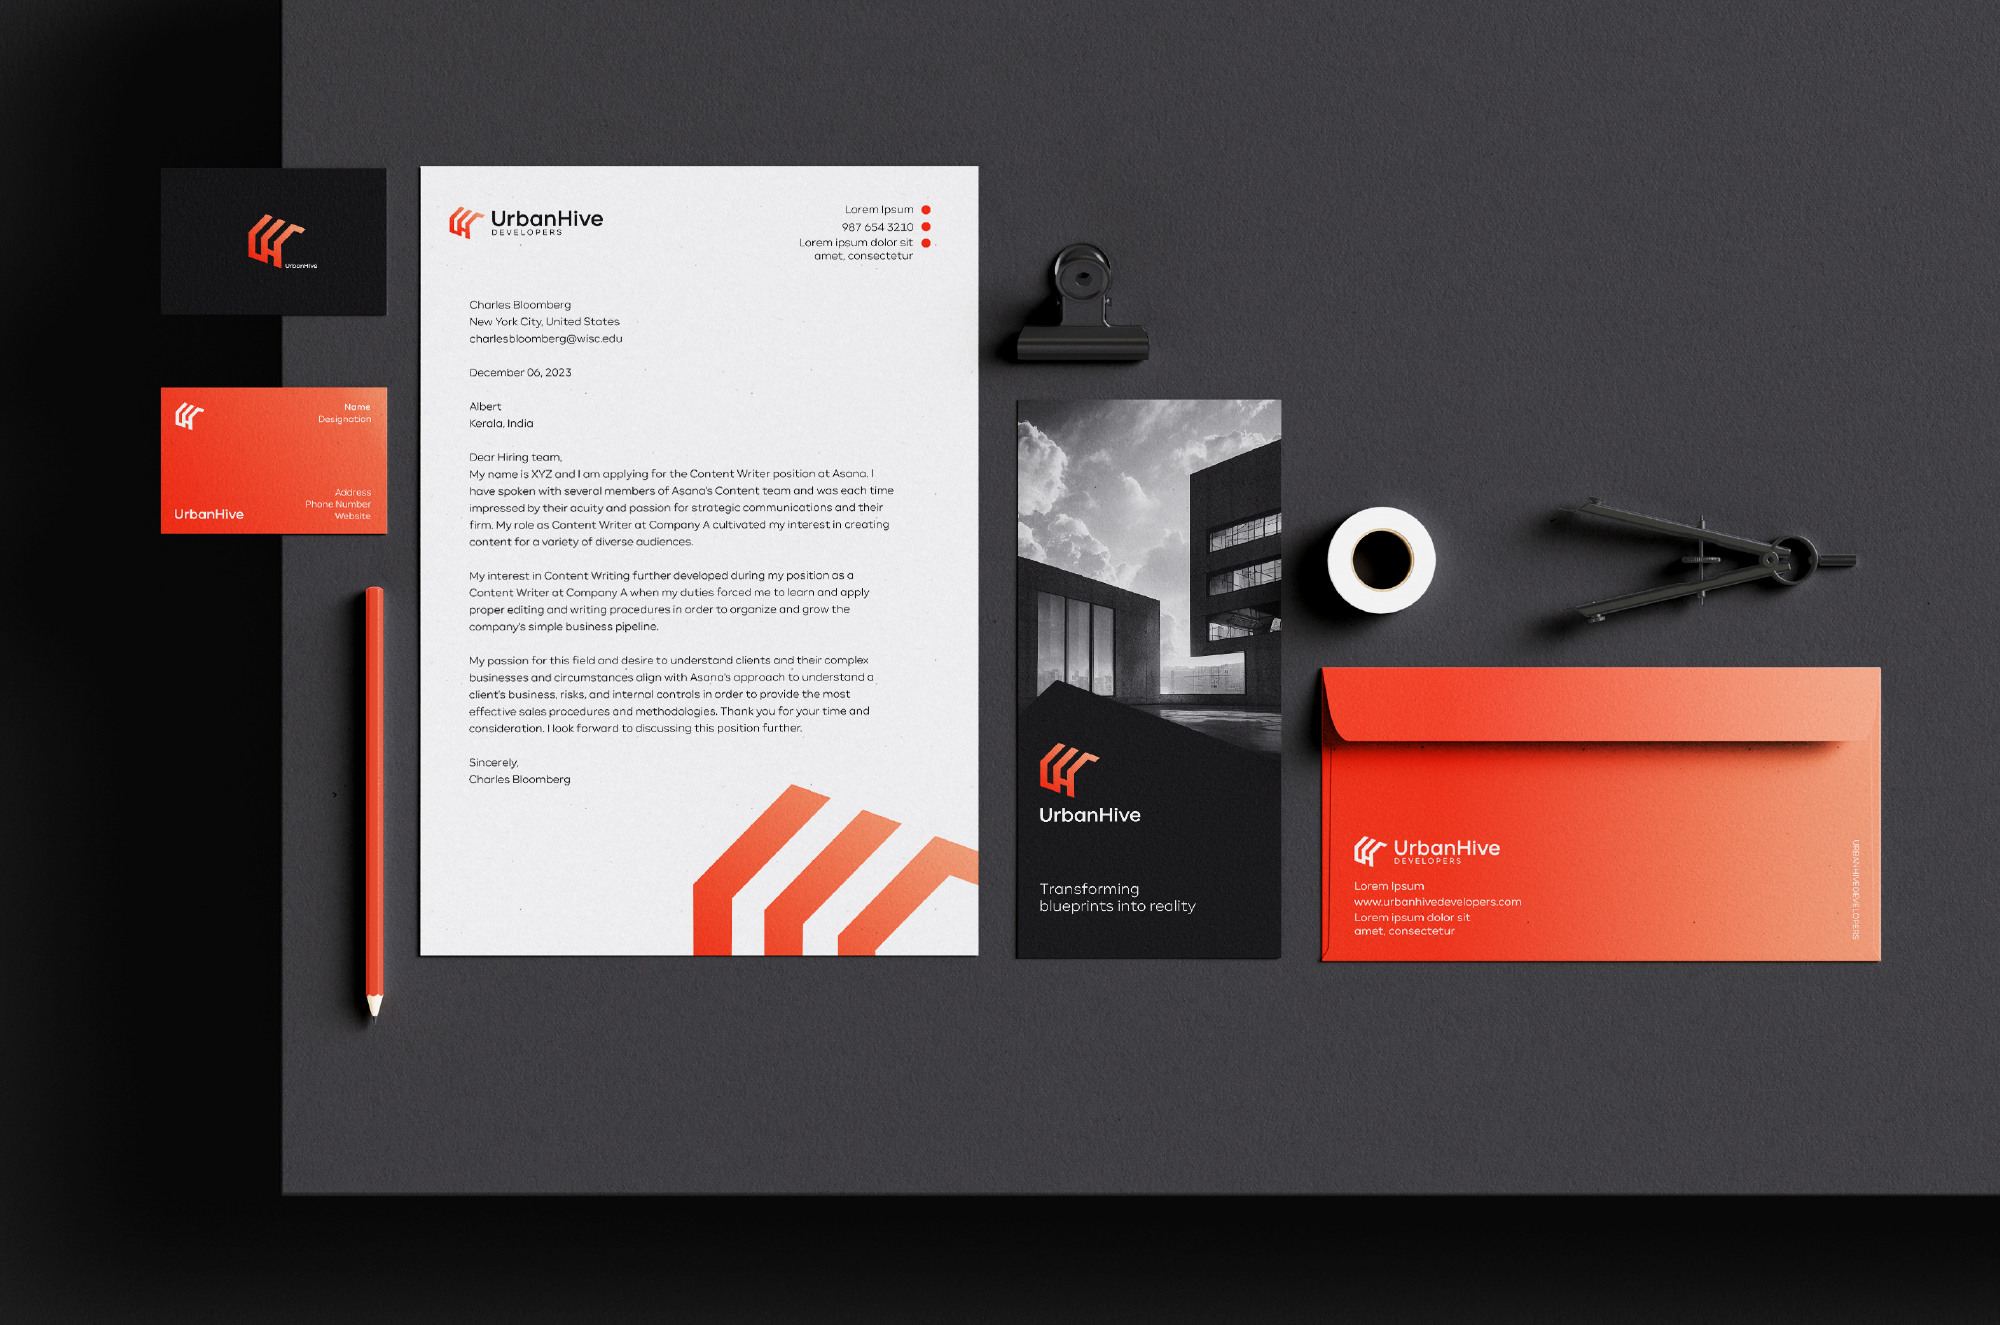 UrbanHive
Name
Designation
Address
Phone Number
Website
UrbanHive
UrbanHive
DEVELOPERS
Lorem Ipsum
987 654 3210
Lorem ipsum dolor sit
amet, consectetur
Charles Bloomberg
New York City, United States
charlesbloomberg@wisc.edu
December 06, 2023
Albert
Kerala, India
Dear Hiring team,
My name is XYZ and I am applying for the Content Writer position at Asana. I
have spoken with several members of Asana's Content team and was each time
impressed by their acuity and passion for strategic communications and their
firm. My role as Content Writer at Company A cultivated my interest in creating
content for a variety of diverse audiences.
My interest in Content Writing further developed during my position as a
Content Writer at Company A when my duties forced me to learn and apply
proper editing and writing procedures in order to organize and grow the
company's simple business pipeline.
My passion for this field and desire to understand clients and their complex
businesses and circumstances align with Asana's approach to understand a
client's business, risks, and internal controls in order to provide the most
effective sales procedures and methodologies. Thank you for your time and
consideration. I look forward to discussing this position further.
Sincerely,
Charles Bloomberg
UrbanHive
Transforming
blueprints into reality
UrbanHive
DEVELOPERS
Lorem Ipsum
www.urbanhivedevelopers.com
Lorem ipsum dolor sit
amet, consectetur
URBANHIVEDEVELOPERS